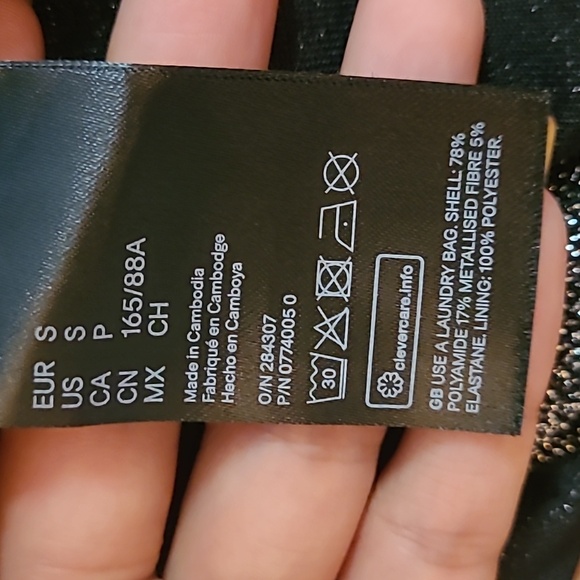 EUR S
US S
CA P
CN 165/88A
MX CH
Made in Cambodia
Fabriqué en Cambodge
Hecho en Camboya
O/N 284307
P/N 0774005 0
30
clevercare.info
GB USE A LAUNDRY BAG. SHELL: 78%
POLYAMIDE 17% METALLISED FIBRE 5%
ELASTANE. LINING: 100% POLYESTER.